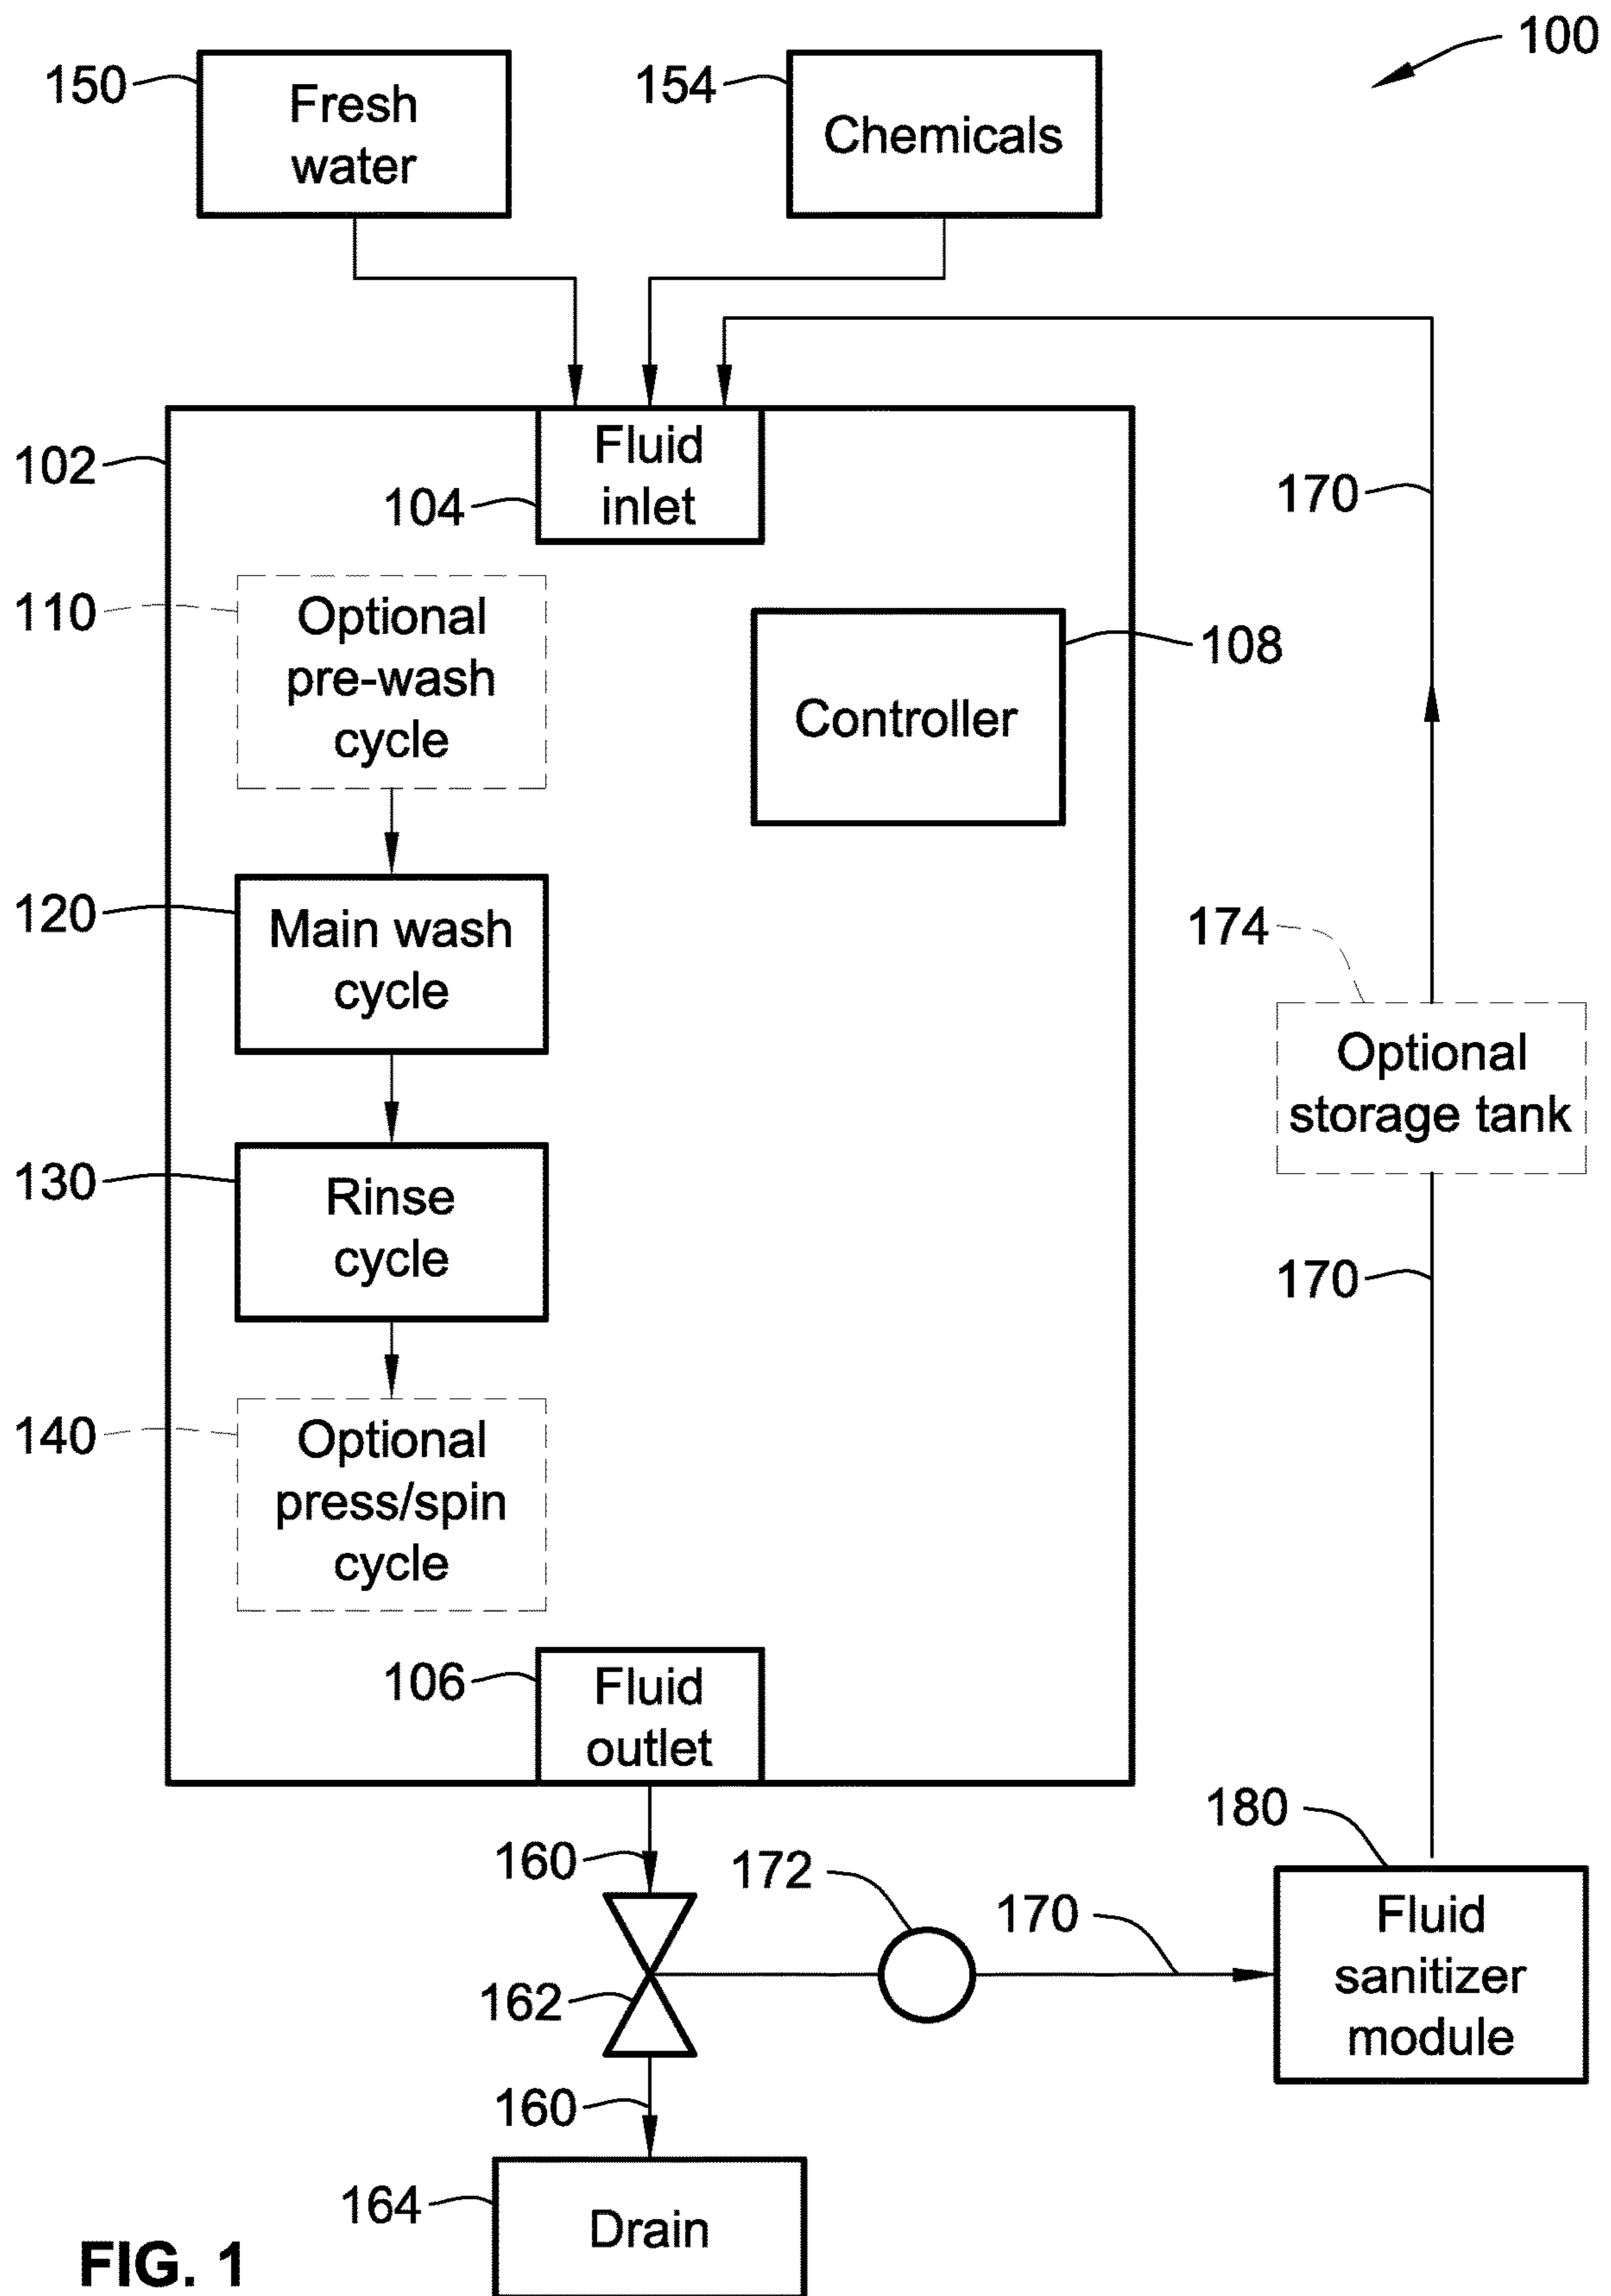 100
150
Fresh
water
154
Chemicals
102
104
Fluid
inlet
170
110
Optional
pre-wash
cycle
108
Controller
120
Main wash
cycle
174
Optional
storage tank
130
Rinse
cycle
170
140
Optional
press/spin
cycle
106
Fluid
outlet
180
160
172
170
Fluid
sanitizer
module
162
160
164
Drain
FIG. 1